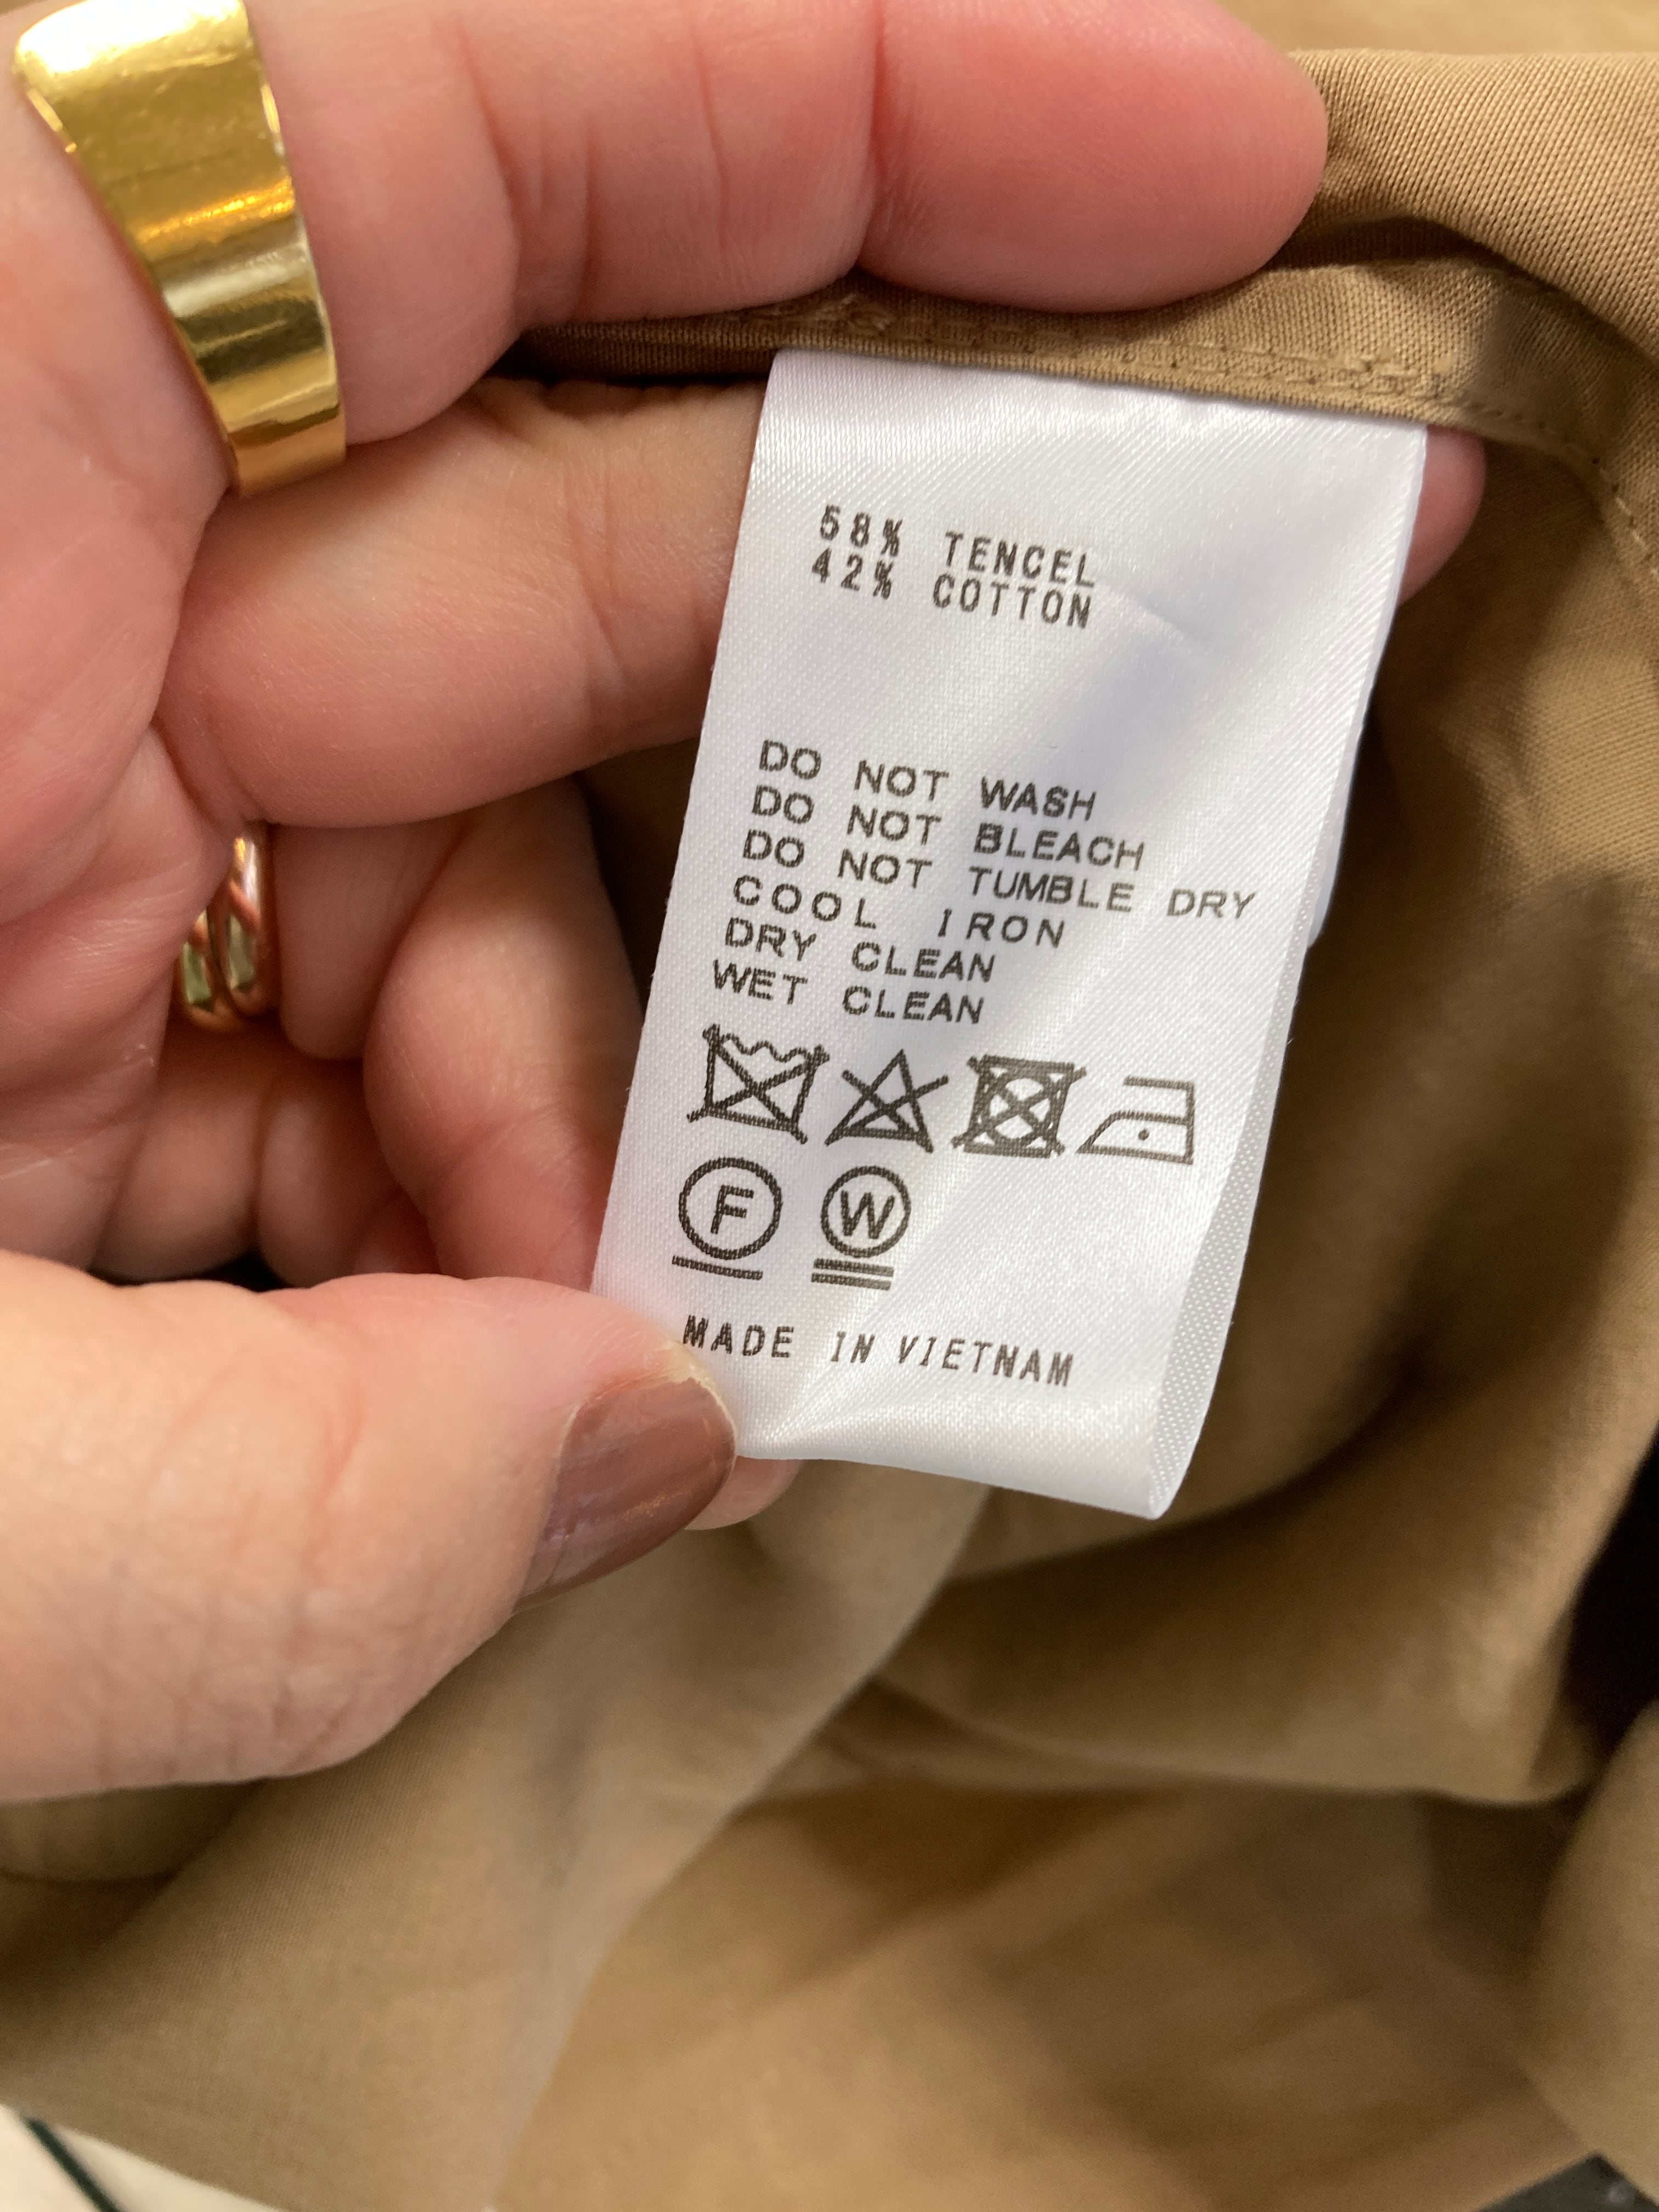 58% TENCEL
42% COTTON
DO NOT WASH
DO NOT BLEACH
DO NOT TUMBLE DRY
COOL IRON
DRY CLEAN
WET CLEAN
F W
MADE IN VIETNAM